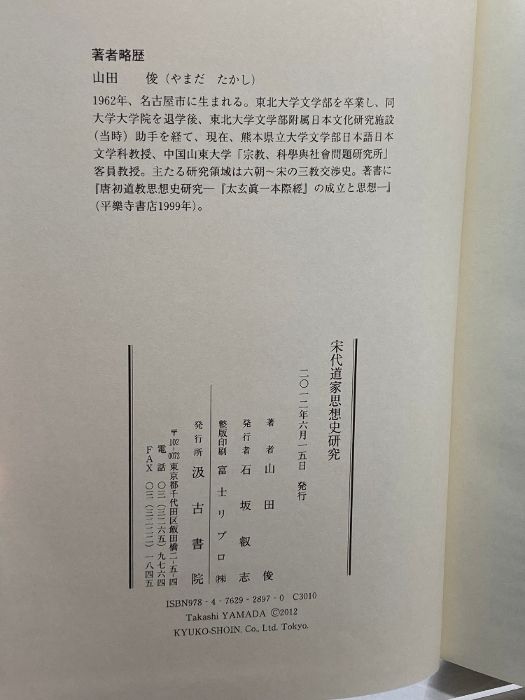 著者略歴
山田　俊（やまだ　たかし）
1962年、名古屋市に生まれる。東北大学文学部を卒業し、同
大学大学院を退学後、東北大学文学部附属日本文化研究施設
（当時）助手を経て、現在、熊本県立大学文学部日本語日本
文学科教授、中国山東大学「宗教、科學與社會問題研究所」
客員教授。主たる研究領域は六朝～宋の三教交渉史。著書に
『唐初道教思想史研究―『太玄眞一本際經』の成立と思想―』
（平樂寺書店1999年）。
宋代道家思想史研究
二〇一二年六月一五日　発行
著者　山田　俊
発行者　石坂叡志
整版印刷　富士リプロ㈱
発行所　汲古書院
〒102-0072 東京都千代田区飯田橋二-五-四
電話〇三（三二六五）九七六四
FAX〇三（三二二二）一八四五
ISBN978-4-7629-2897-0 C3010
Takashi YAMADA ©2012
KYUKO-SHOIN, Co., Ltd. Tokyo.